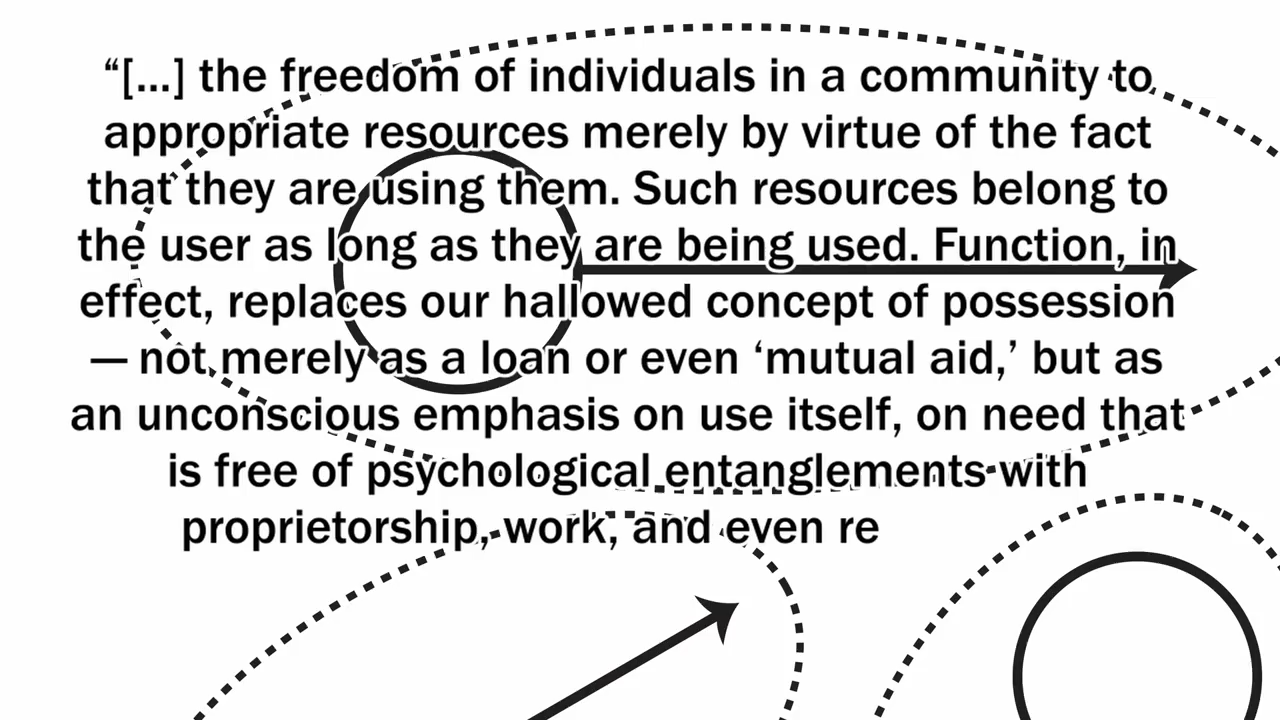 “[...] the freedom of individuals in a community to
appropriate resources merely by virtue of the fact
that they are using them. Such resources belong to
the user as long as they are being used. Function, in
effect, replaces our hallowed concept of possession
— not merely as a loan or even ‘mutual aid,’ but as
an unconscious emphasis on use itself, on need that
is free of psychological entanglements with
proprietorship, work, and even re